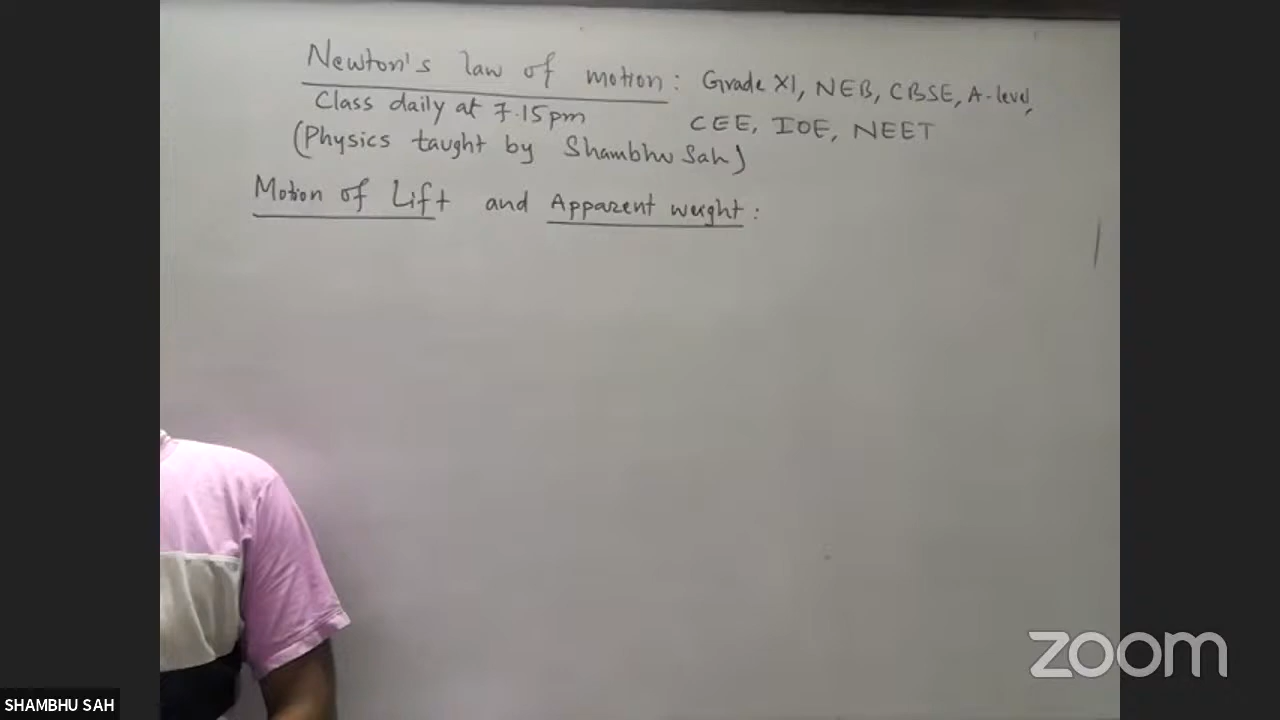 Newton's law of motion : Grade XI, NEB, CBSE, A-level,
Class daily at 7.15pm CEE, IOE, NEET
(Physics taught by Shambhu Sah)
Motion of Lift and Apparent weight :
zoom
SHAMBHU SAH